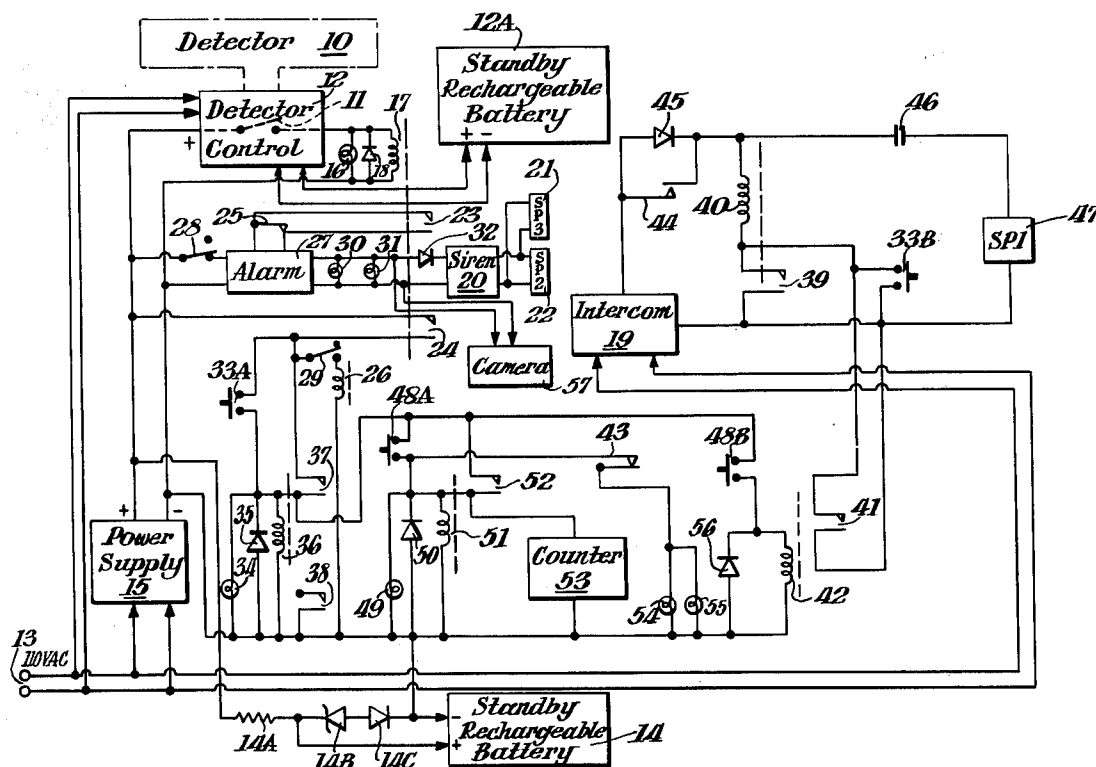 Detector 10
12A
Standby
Rechargeable
Battery
+ -
12
11
Detector
Control
+
17
16
18
45
46
44
40
47
SP1
33B
39
21
SP3
25
23
28
27
30
31
32
Alarm
Siren
20
SP2
22
Intercom
19
24
Camera
57
33A
29
26
48A
43
48B
37
52
41
+ -
Power
Supply
15
35
36
34
38
50
51
49
Counter
53
54
55
56
42
13
110VAC
14A
14B
14C
-
+
Standby
Rechargeable
Battery
14